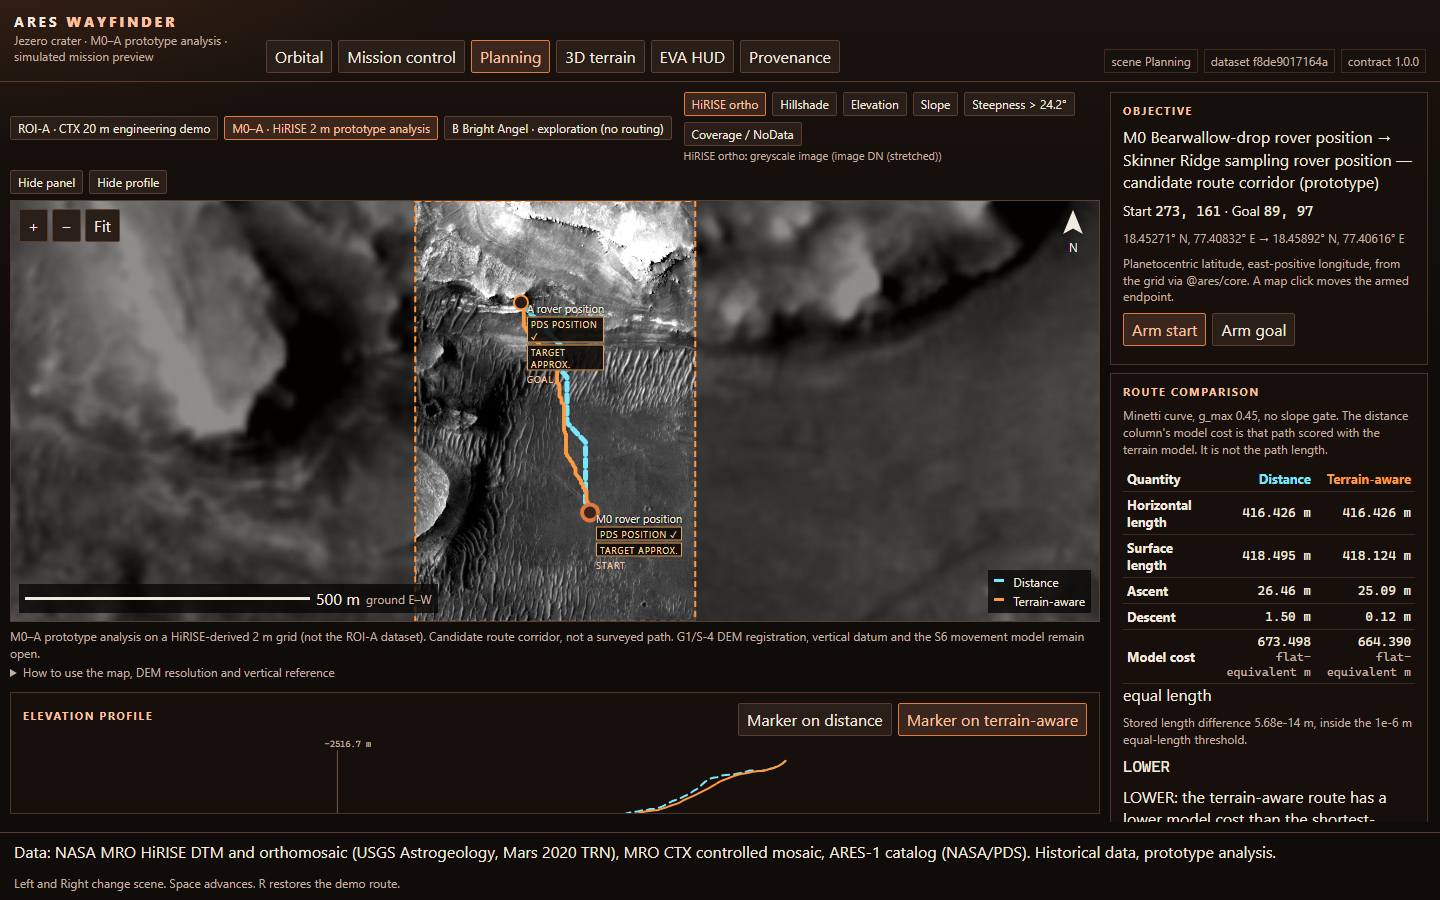 ARES WAYFINDER
Jezero crater · M0–A prototype analysis ·
simulated mission preview
Orbital
Mission control
Planning
3D terrain
EVA HUD
Provenance
scene Planning
dataset f8de9017164a
contract 1.0.0
ROI-A · CTX 20 m engineering demo
M0–A · HiRISE 2 m prototype analysis
B Bright Angel · exploration (no routing)
HiRISE ortho
Hillshade
Elevation
Slope
Steepness > 24.2°
Coverage / NoData
HiRISE ortho: greyscale image (image DN (stretched))
Hide panel
Hide profile
+
−
Fit
N
A rover position
PDS POSITION
✓
TARGET
APPROX.
GOAL
M0 rover position
PDS POSITION ✓
TARGET APPROX.
START
500 m ground E–W
Distance
Terrain-aware
M0–A prototype analysis on a HiRISE-derived 2 m grid (not the ROI-A dataset). Candidate route corridor, not a surveyed path. G1/S-4 DEM registration, vertical datum and the S6 movement model remain
open.
▶ How to use the map, DEM resolution and vertical reference
ELEVATION PROFILE
Marker on distance
Marker on terrain-aware
−2516.7 m
OBJECTIVE
M0 Bearwallow-drop rover position →
Skinner Ridge sampling rover position —
candidate route corridor (prototype)
Start 273, 161 · Goal 89, 97
18.45271° N, 77.40832° E → 18.45892° N, 77.40616° E
Planetocentric latitude, east-positive longitude, from
the grid via @ares/core. A map click moves the armed
endpoint.
Arm start
Arm goal
ROUTE COMPARISON
Minetti curve, g_max 0.45, no slope gate. The distance
column's model cost is that path scored with the
terrain model. It is not the path length.
Quantity Distance Terrain-aware
Horizontal
length 416.426 m 416.426 m
Surface
length 418.495 m 418.124 m
Ascent 26.46 m 25.09 m
Descent 1.50 m 0.12 m
Model cost 673.498 flat-equivalent m 664.390 flat-equivalent m
equal length
Stored length difference 5.68e-14 m, inside the 1e-6 m
equal-length threshold.
LOWER
LOWER: the terrain-aware route has a
lower model cost than the shortest-
Data: NASA MRO HiRISE DTM and orthomosaic (USGS Astrogeology, Mars 2020 TRN), MRO CTX controlled mosaic, ARES-1 catalog (NASA/PDS). Historical data, prototype analysis.
Left and Right change scene. Space advances. R restores the demo route.